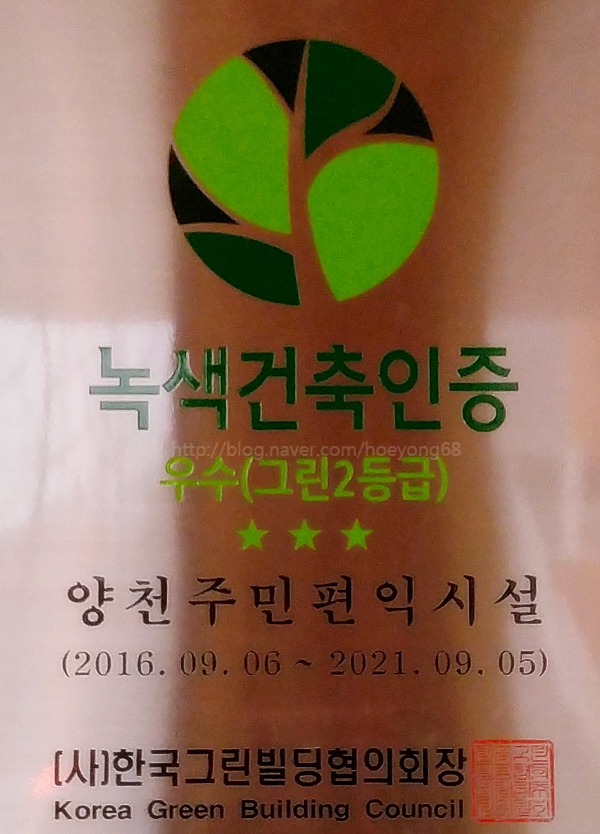 녹색건축인증
http://blog.naver.com/hoeyong68
우수(그린2등급)
★★★
양천주민편익시설
(2016. 09. 06 ~ 2021. 09. 05)
[사]한국그린빌딩협의회장
Korea Green Building Council